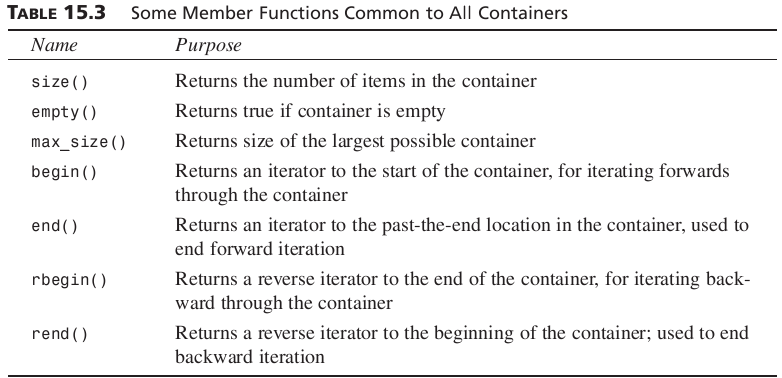 TABLE 15.3 Some Member Functions Common to All Containers
Name Purpose
size() Returns the number of items in the container
empty() Returns true if container is empty
max_size() Returns size of the largest possible container
begin() Returns an iterator to the start of the container, for iterating forwards
through the container
end() Returns an iterator to the past-the-end location in the container, used to
end forward iteration
rbegin() Returns a reverse iterator to the end of the container, for iterating back-
ward through the container
rend() Returns a reverse iterator to the beginning of the container; used to end
backward iteration